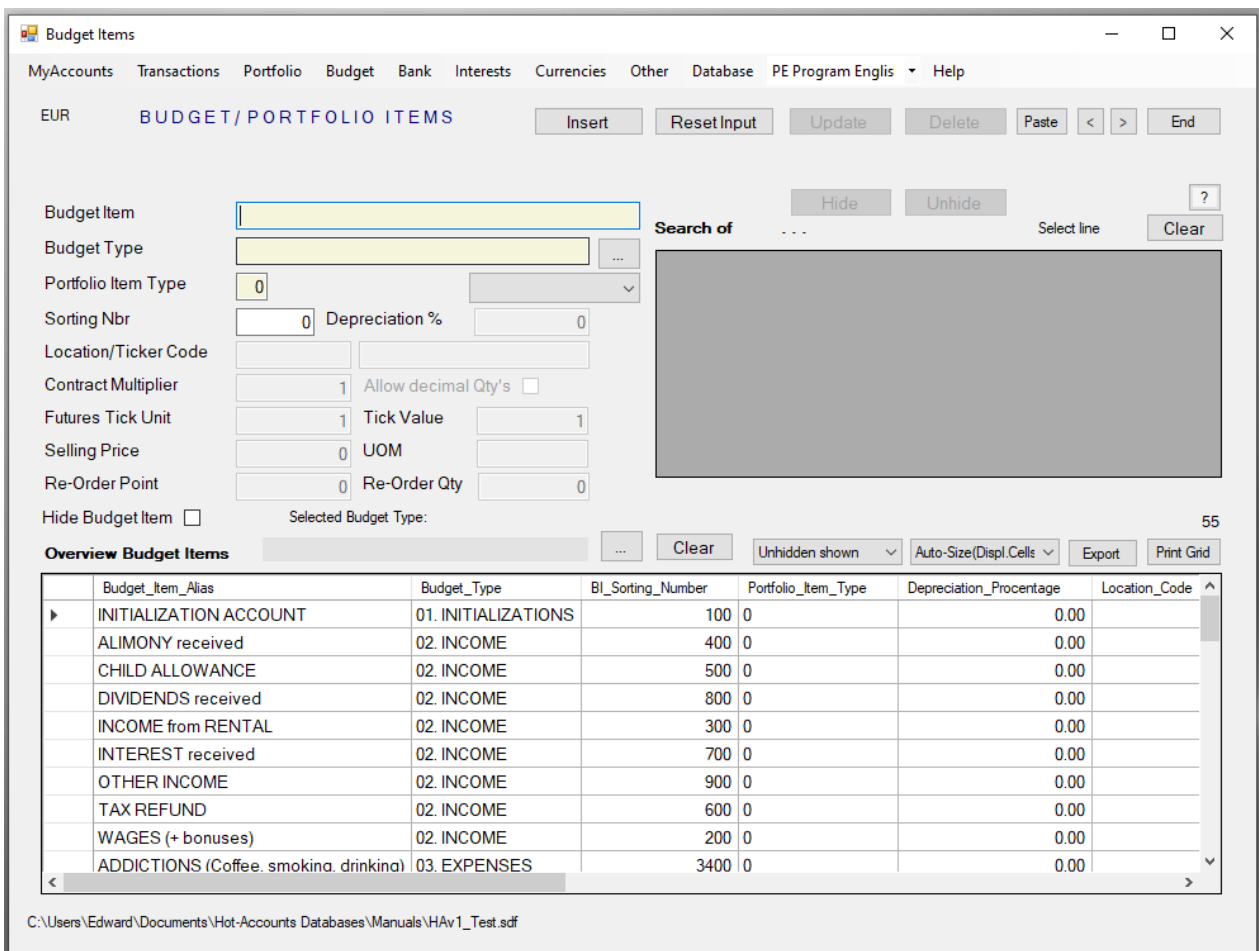 Budget Items
MyAccounts Transactions Portfolio Budget Bank Interests Currencies Other Database PE Program Englis Help
EUR BUDGET/PORTFOLIO ITEMS Insert Reset Input Update Delete Paste < > End
Hide Unhide ?
Budget Item
Search of . . . Select line Clear
Budget Type ...
Portfolio Item Type 0
Sorting Nbr 0 Depreciation % 0
Location/Ticker Code
Contract Multiplier 1 Allow decimal Qty's
Futures Tick Unit 1 Tick Value 1
Selling Price 0 UOM
Re-Order Point 0 Re-Order Qty 0
Hide Budget Item Selected Budget Type: 55
Overview Budget Items ... Clear Unhidden shown Auto-Size(Displ.Cells Export Print Grid
Budget_Item_Alias Budget_Type BI_Sorting_Number Portfolio_Item_Type Depreciation_Procentage Location_Code
INITIALIZATION ACCOUNT 01. INITIALIZATIONS 100 0 0.00
ALIMONY received 02. INCOME 400 0 0.00
CHILD ALLOWANCE 02. INCOME 500 0 0.00
DIVIDENDS received 02. INCOME 800 0 0.00
INCOME from RENTAL 02. INCOME 300 0 0.00
INTEREST received 02. INCOME 700 0 0.00
OTHER INCOME 02. INCOME 900 0 0.00
TAX REFUND 02. INCOME 600 0 0.00
WAGES (+ bonuses) 02. INCOME 200 0 0.00
ADDICTIONS (Coffee, smoking, drinking) 03. EXPENSES 3400 0 0.00
C:\Users\Edward\Documents\Hot-Accounts Databases\Manuals\HAv1_Test.sdf